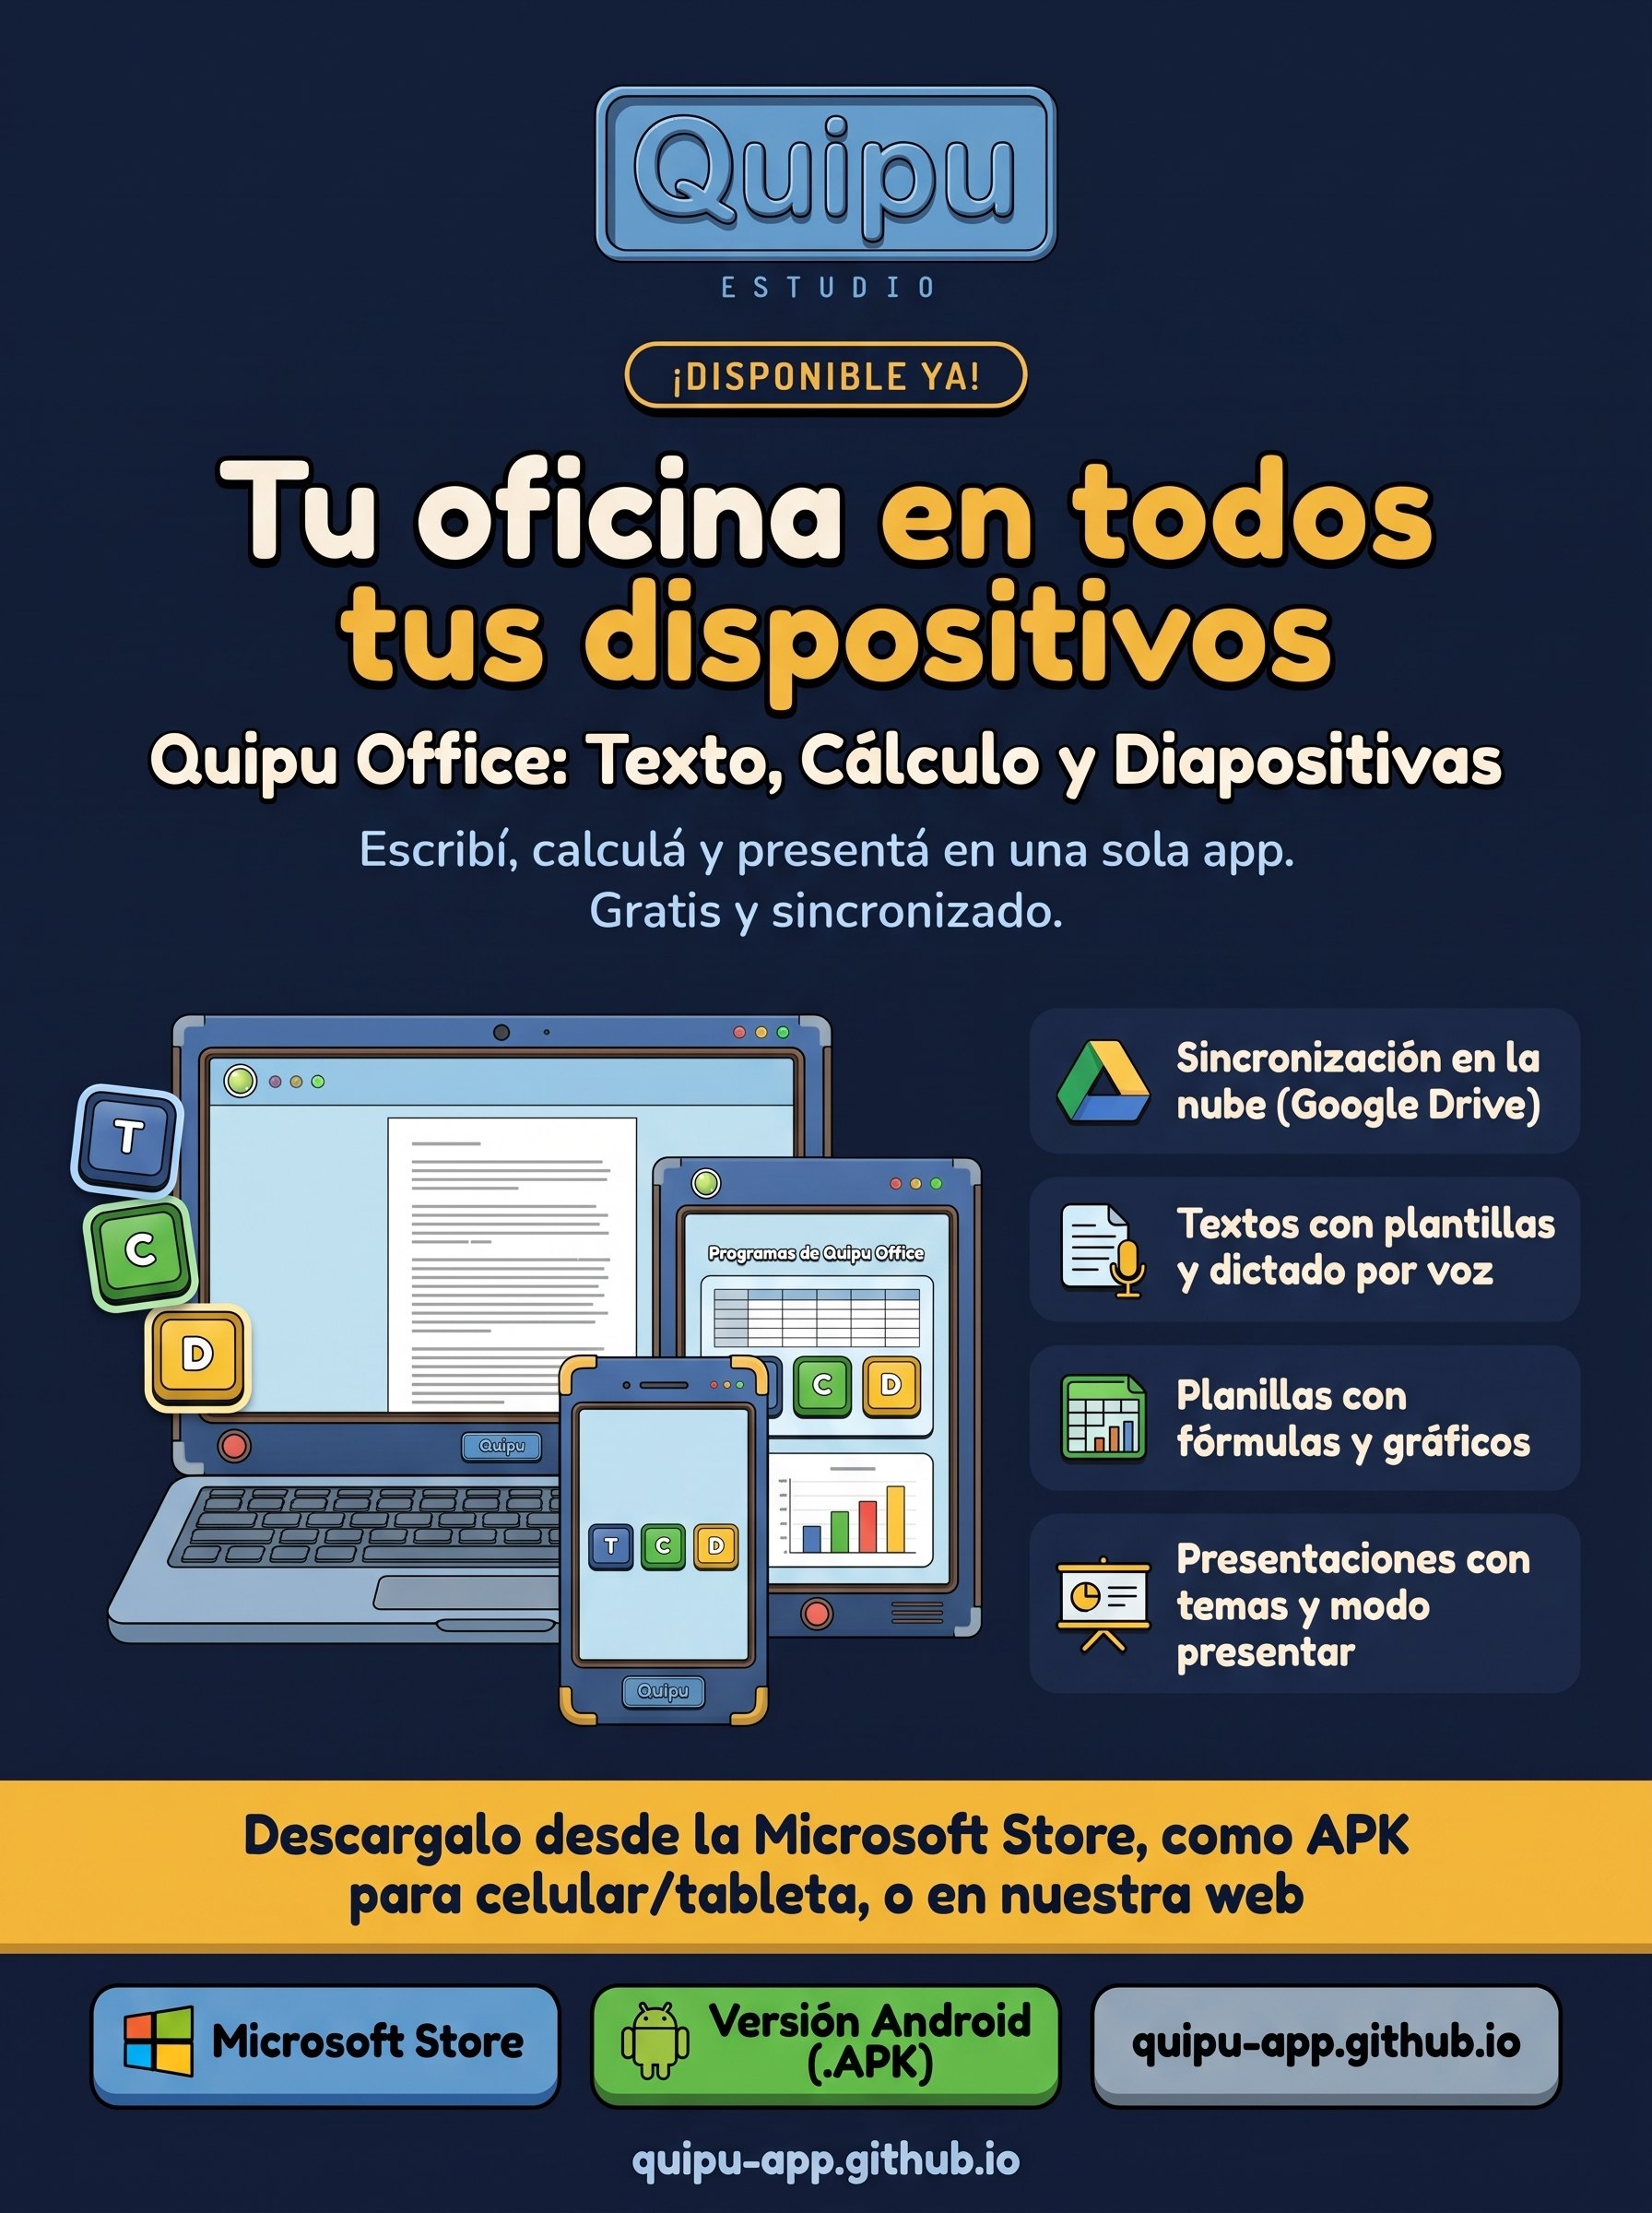 Quipu
ESTUDIO
¡DISPONIBLE YA!
Tu oficina en todos
tus dispositivos
Quipu Office: Texto, Cálculo y Diapositivas
Escribí, calculá y presentá en una sola app.
Gratis y sincronizado.
T
C
D
Quipu
Programas de Quipu Office
C
D
T
C
D
Quipu
Sincronización en la
nube (Google Drive)
Textos con plantillas
y dictado por voz
Planillas con
fórmulas y gráficos
Presentaciones con
temas y modo
presentar
Descargalo desde la Microsoft Store, como APK
para celular/tableta, o en nuestra web
Microsoft Store
Versión Android
(.APK)
quipu-app.github.io
quipu-app.github.io